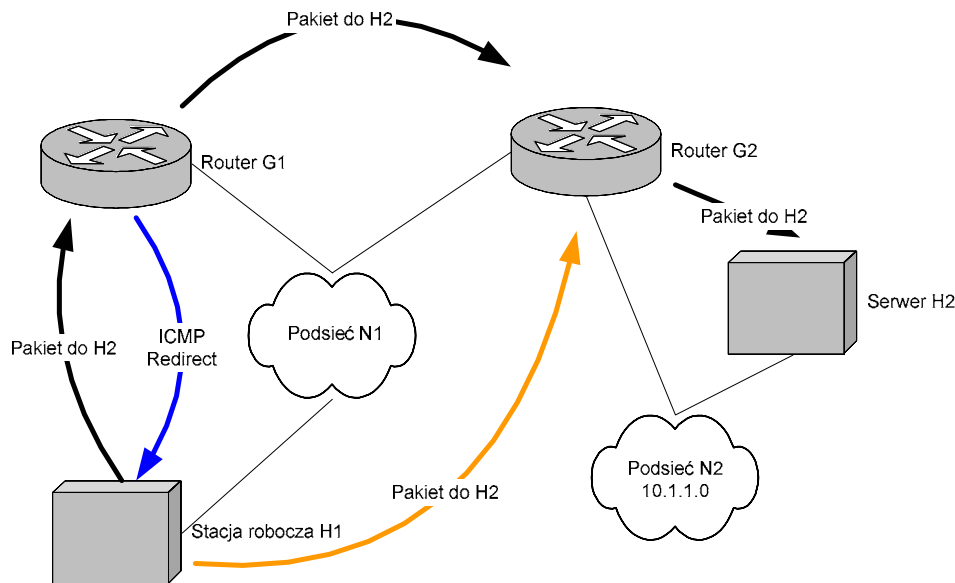 Pakiet do H2
Router G1
Router G2
Pakiet do H2
Serwer H2
Podsieć N1
ICMP
Redirect
Pakiet do H2
Podsieć N2
10.1.1.0
Pakiet do H2
Stacja robocza H1